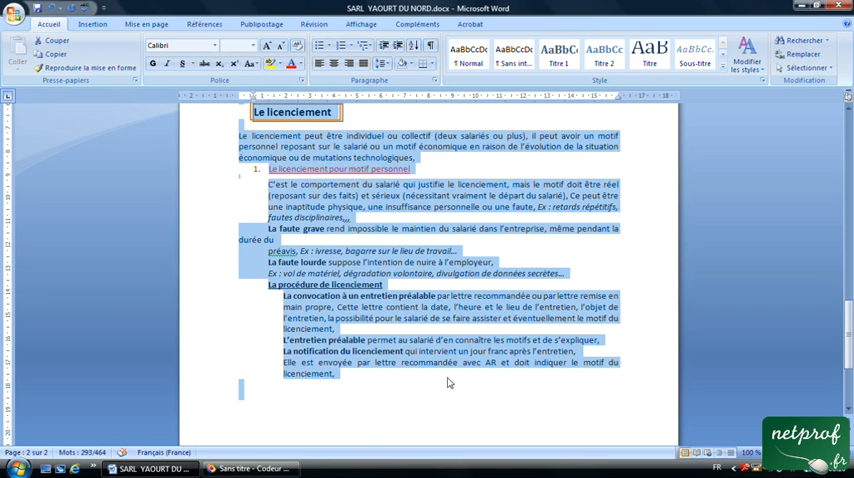 SARL YAOURT DU NORD.docx - Microsoft Word
Accueil Insertion Mise en page Références Publipostage Révision Affichage Compléments Acrobat
Coller
Couper
Copier
Reproduire la mise en forme
Presse-papiers
Calibri
G I S abc x₂ x² Aa
Police
Paragraphe
AaBbCcDc AaBbCcDc AaBbC AaBbCc AaB AaBbCc.
¶ Normal ¶ Sans int... Titre 1 Titre 2 Titre Sous-titre
Modifier les styles
Style
Rechercher
Remplacer
Sélectionner
Modification
Le licenciement
Le licenciement peut être individuel ou collectif (deux salariés ou plus), il peut avoir un motif
personnel reposant sur le salarié ou un motif économique en raison de l'évolution de la situation
économique ou de mutations technologiques,
1. Le licenciement pour motif personnel
C'est le comportement du salarié qui justifie le licenciement, mais le motif doit être réel
(reposant sur des faits) et sérieux (nécessitant vraiment le départ du salarié), Ce peut être
une inaptitude physique, une insuffisance personnelle ou une faute, Ex : retards répétitifs,
fautes disciplinaires...
La faute grave rend impossible le maintien du salarié dans l'entreprise, même pendant la
durée du
préavis, Ex : ivresse, bagarre sur le lieu de travail...
La faute lourde suppose l'intention de nuire à l'employeur,
Ex : vol de matériel, dégradation volontaire, divulgation de données secrètes...
La procédure de licenciement
La convocation à un entretien préalable par lettre recommandée ou par lettre remise en
main propre, Cette lettre contient la date, l'heure et le lieu de l'entretien, l'objet de
l'entretien, la possibilité pour le salarié de se faire assister et éventuellement le motif du
licenciement,
L'entretien préalable permet au salarié d'en connaître les motifs et de s'expliquer,
La notification du licenciement qui intervient un jour franc après l'entretien,
Elle est envoyée par lettre recommandée avec AR et doit indiquer le motif du
licenciement,
Page : 2 sur 2 Mots : 293/464 Français (France) 100 %
SARL YAOURT DU ... Sans titre - Codeur ... FR
netprof
.fr